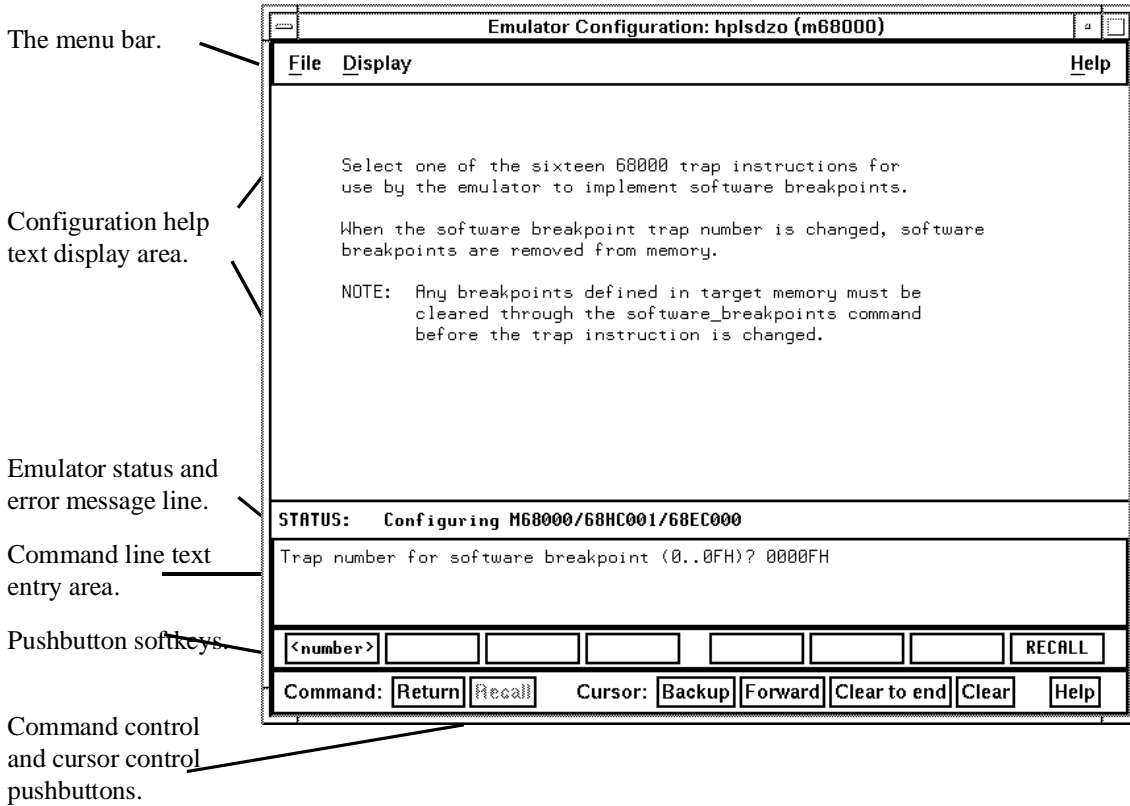 The menu bar.
Configuration help
text display area.
Emulator status and
error message line.
Command line text
entry area.
Pushbutton softkeys.
Command control
and cursor control
pushbuttons.
Emulator Configuration: hplsdzo (m68000)
File Display Help
Select one of the sixteen 68000 trap instructions for
use by the emulator to implement software breakpoints.
When the software breakpoint trap number is changed, software
breakpoints are removed from memory.
NOTE: Any breakpoints defined in target memory must be
cleared through the software_breakpoints command
before the trap instruction is changed.
STATUS: Configuring M68000/68HC001/68EC000
Trap number for software breakpoint (0..0FH)? 0000FH
<number> RECALL
Command: Return Recall Cursor: Backup Forward Clear to end Clear Help